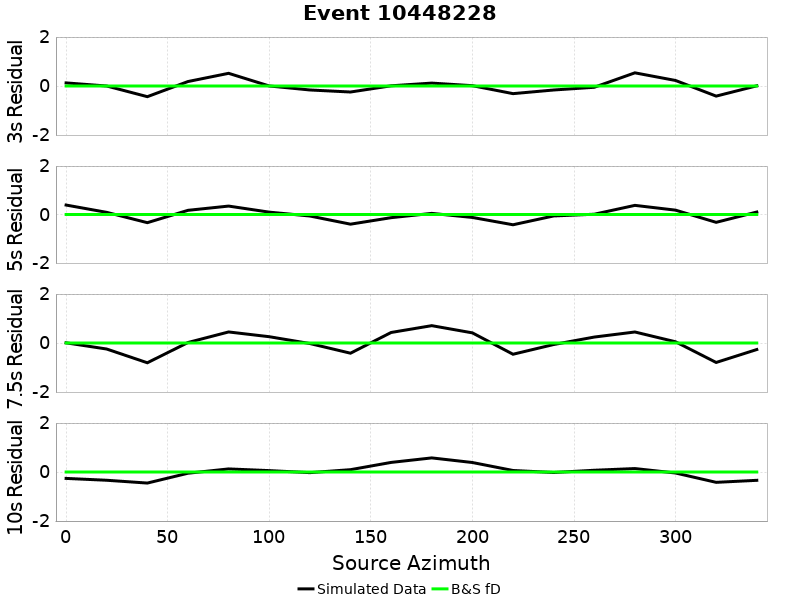 Event 10448228
3s Residual
2
0
-2
5s Residual
2
0
-2
7.5s Residual
2
0
-2
10s Residual
2
0
-2
0 50 100 150 200 250 300
Source Azimuth
Simulated Data B&S fD